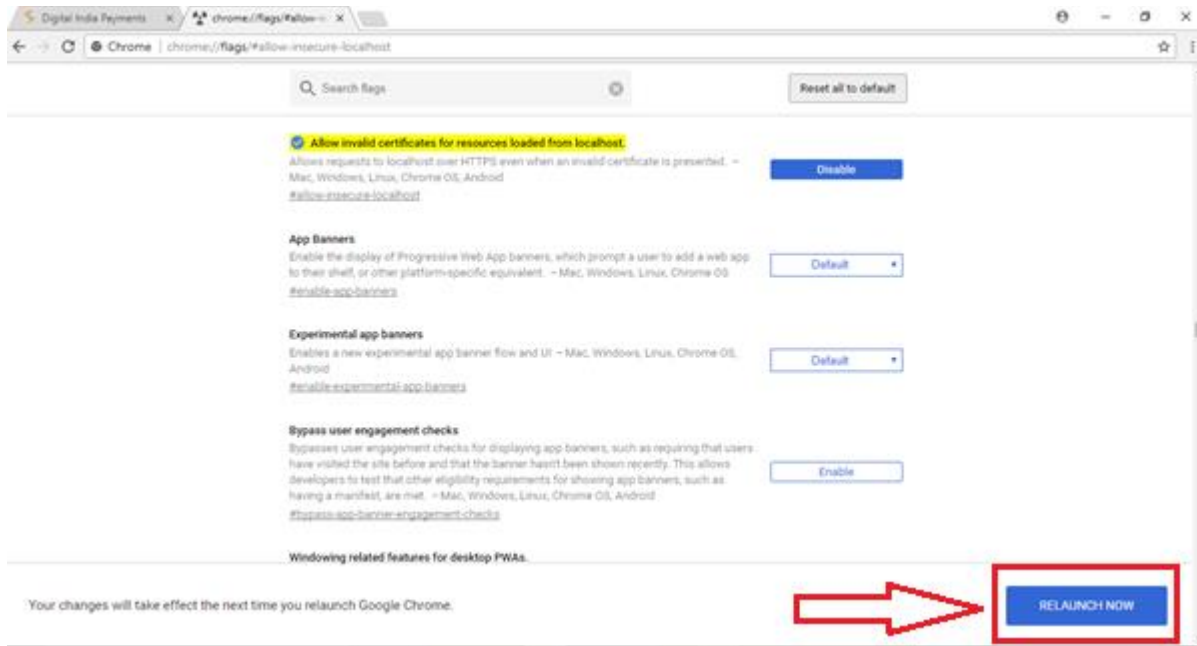 Digital India Payments
chrome://flags/#allow-i
Chrome | chrome://flags/#allow-insecure-localhost
Search flags
Reset all to default
Allow invalid certificates for resources loaded from localhost.
Allows requests to localhost over HTTPS even when an invalid certificate is presented. –
Mac, Windows, Linux, Chrome OS, Android
#allow-insecure-localhost
Disable
App Banners
Enable the display of Progressive Web App banners, which prompt a user to add a web app
to their shelf, or other platform-specific equivalent. – Mac, Windows, Linux, Chrome OS
#enable-app-banners
Default
Experimental app banners
Enables a new experimental app banner flow and UI – Mac, Windows, Linux, Chrome OS,
Android
#enable-experimental-app-banners
Default
Bypass user engagement checks
Bypasses user engagement checks for displaying app banners, such as requiring that users
have visited the site before and that the banner hasn't been shown recently. This allows
developers to test that other eligibility requirements for showing app banners, such as
having a manifest, are met. – Mac, Windows, Linux, Chrome OS, Android
#bypass-app-banner-engagement-checks
Enable
Windowing related features for desktop PWAs.
Your changes will take effect the next time you relaunch Google Chrome.
RELAUNCH NOW